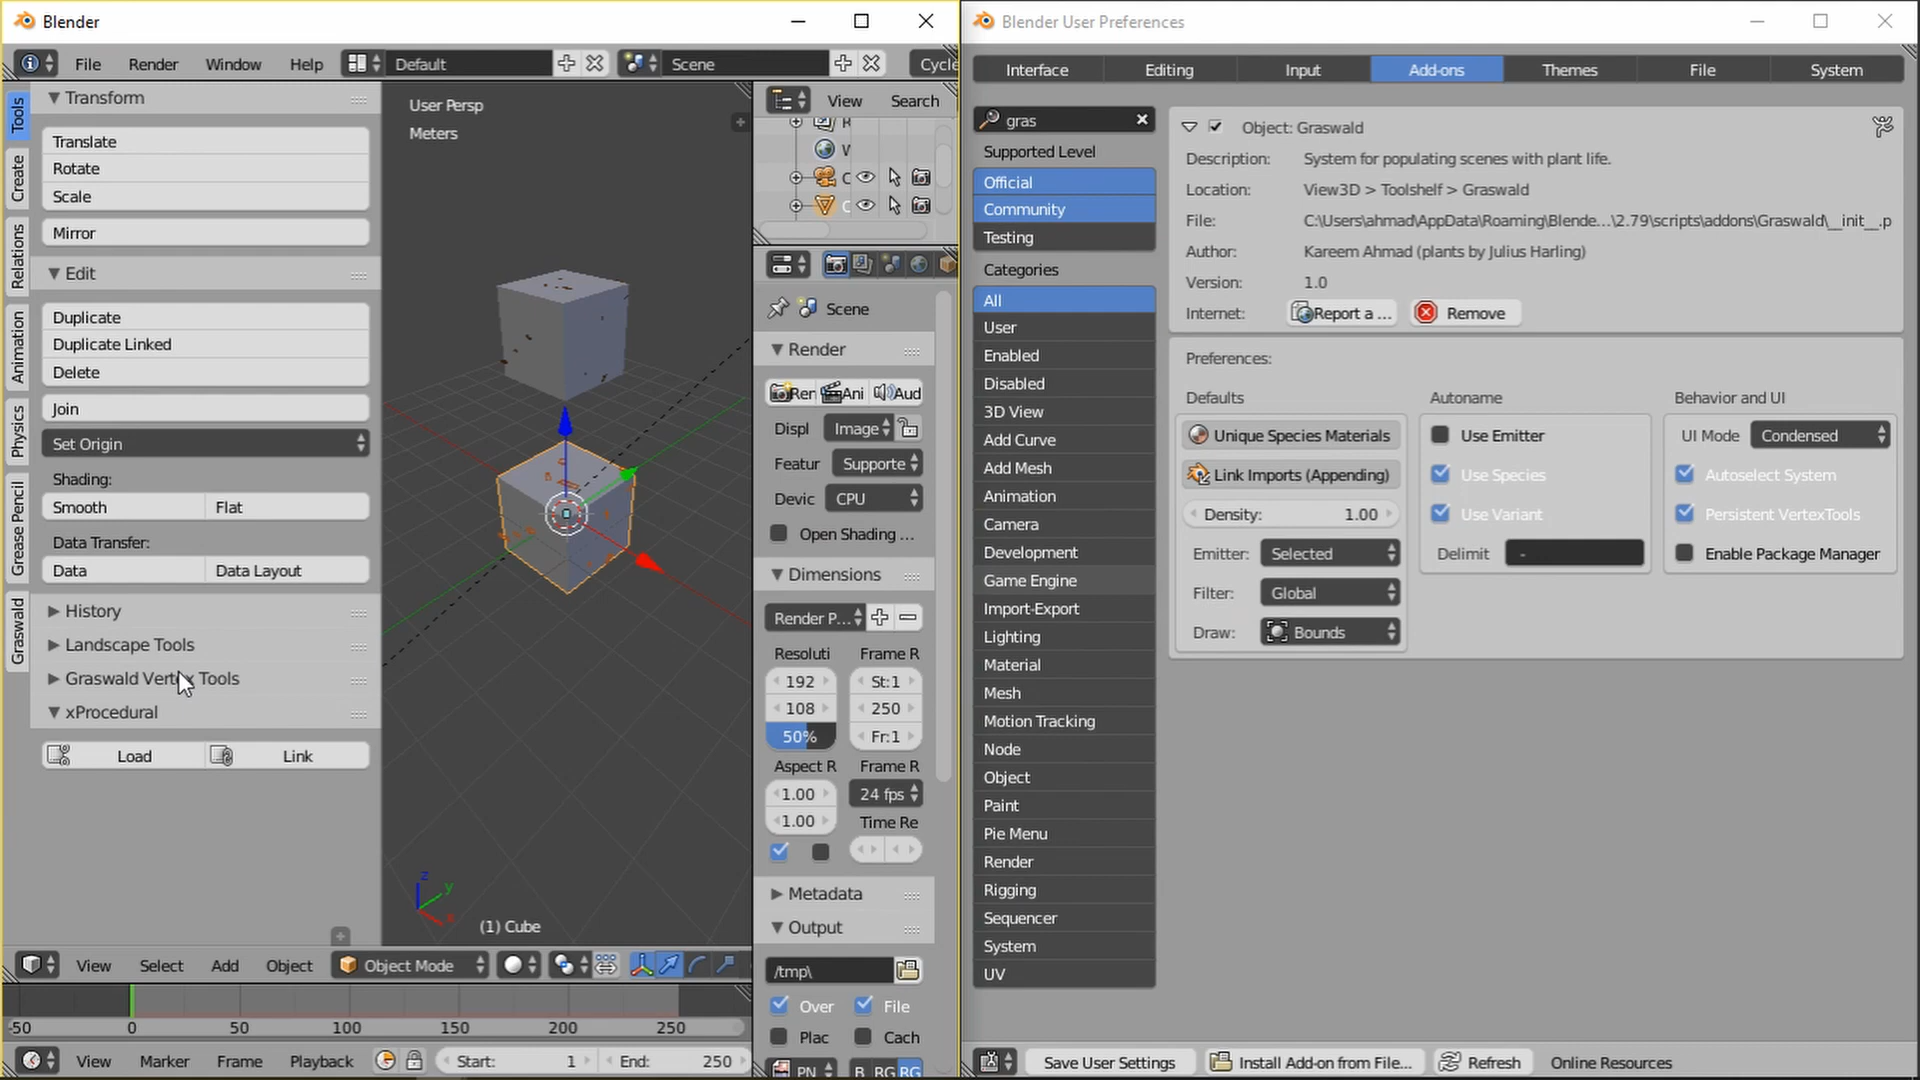 Blender
File Render Window Help Default Scene Cycle
Tools
Create
Relations
Animation
Physics
Grease Pencil
Graswald
Transform
Translate
Rotate
Scale
Mirror
Edit
Duplicate
Duplicate Linked
Delete
Join
Set Origin
Shading:
Smooth Flat
Data Transfer:
Data Data Layout
History
Landscape Tools
Graswald Vertex Tools
xProcedural
Load Link
User Persp
Meters
z
y
x
(1) Cube
View Select Add Object Object Mode
-50 0 50 100 150 200 250
View Marker Frame Playback Start: 1 End: 250
View Search
Scene
Render
Rer Ani Aud
Displ Image
Featur Supporte
Devic CPU
Open Shading ...
Dimensions
Render P...
Resoluti Frame R
192 St:1
108 250
50% Fr:1
Aspect R Frame R
1.00 24 fps
1.00 Time Re
Metadata
Output
/tmp\
Over File
Plac Cach
PN B RG RG
Blender User Preferences
Interface Editing Input Add-ons Themes File System
gras
Supported Level
Official
Community
Testing
Categories
All
User
Enabled
Disabled
3D View
Add Curve
Add Mesh
Animation
Camera
Development
Game Engine
Import-Export
Lighting
Material
Mesh
Motion Tracking
Node
Object
Paint
Pie Menu
Render
Rigging
Sequencer
System
UV
Object: Graswald
Description: System for populating scenes with plant life.
Location: View3D > Toolshelf > Graswald
File: C:\Users\ahmad\AppData\Roaming\Blende...\2.79\scripts\addons\Graswald\__init__.p
Author: Kareem Ahmad (plants by Julius Harling)
Version: 1.0
Internet: Report a ... Remove
Preferences:
Defaults
Unique Species Materials
Link Imports (Appending)
Density: 1.00
Emitter: Selected
Filter: Global
Draw: Bounds
Autoname
Use Emitter
Use Species
Use Variant
Delimit -
Behavior and UI
UI Mode Condensed
Autoselect System
Persistent VertexTools
Enable Package Manager
Save User Settings Install Add-on from File... Refresh Online Resources